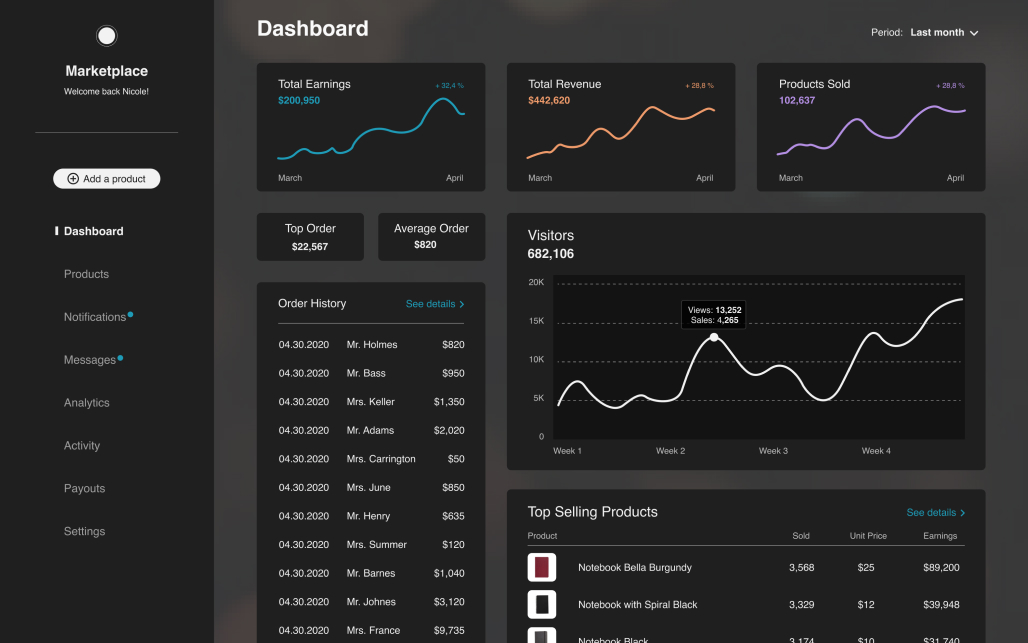 Marketplace
Welcome back Nicole!
Add a product
Dashboard
Products
Notifications
Messages
Analytics
Activity
Payouts
Settings
Dashboard
Period: Last month
Total Earnings
+ 32,4 %
$200,950
March April
Total Revenue
+ 28,8 %
$442,620
March April
Products Sold
+ 28,8 %
102,637
March April
Top Order
$22,567
Average Order
$820
Order History See details
04.30.2020 Mr. Holmes $820
04.30.2020 Mr. Bass $950
04.30.2020 Mrs. Keller $1,350
04.30.2020 Mr. Adams $2,020
04.30.2020 Mrs. Carrington $50
04.30.2020 Mrs. June $850
04.30.2020 Mr. Henry $635
04.30.2020 Mrs. Summer $120
04.30.2020 Mr. Barnes $1,040
04.30.2020 Mr. Johnes $3,120
04.30.2020 Mrs. France $9,735
Visitors
682,106
20K
15K
10K
5K
0
Views: 13,252
Sales: 4,265
Week 1 Week 2 Week 3 Week 4
Top Selling Products See details
Product Sold Unit Price Earnings
Notebook Bella Burgundy 3,568 $25 $89,200
Notebook with Spiral Black 3,329 $12 $39,948
Notebook Black 3,174 $10 $31,740